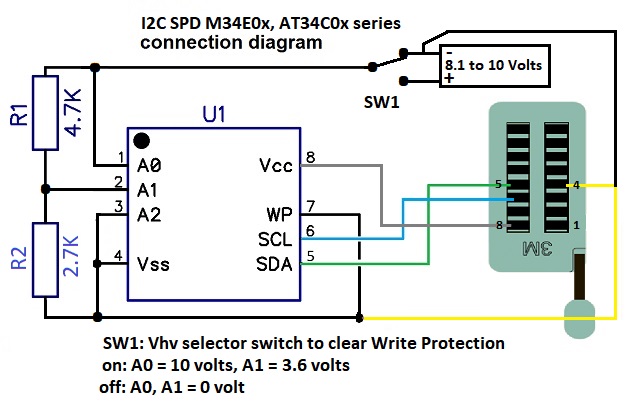 I2C SPD M34E0x, AT34C0x series
connection diagram
-
8.1 to 10 Volts
+
SW1
R1
4.7K
U1
1 A0
2 A1
3 A2
4 Vss
Vcc 8
WP 7
SCL 6
SDA 5
R2
2.7K
5
4
8
1
3M
SW1: Vhv selector switch to clear Write Protection
on: A0 = 10 volts, A1 = 3.6 volts
off: A0, A1 = 0 volt